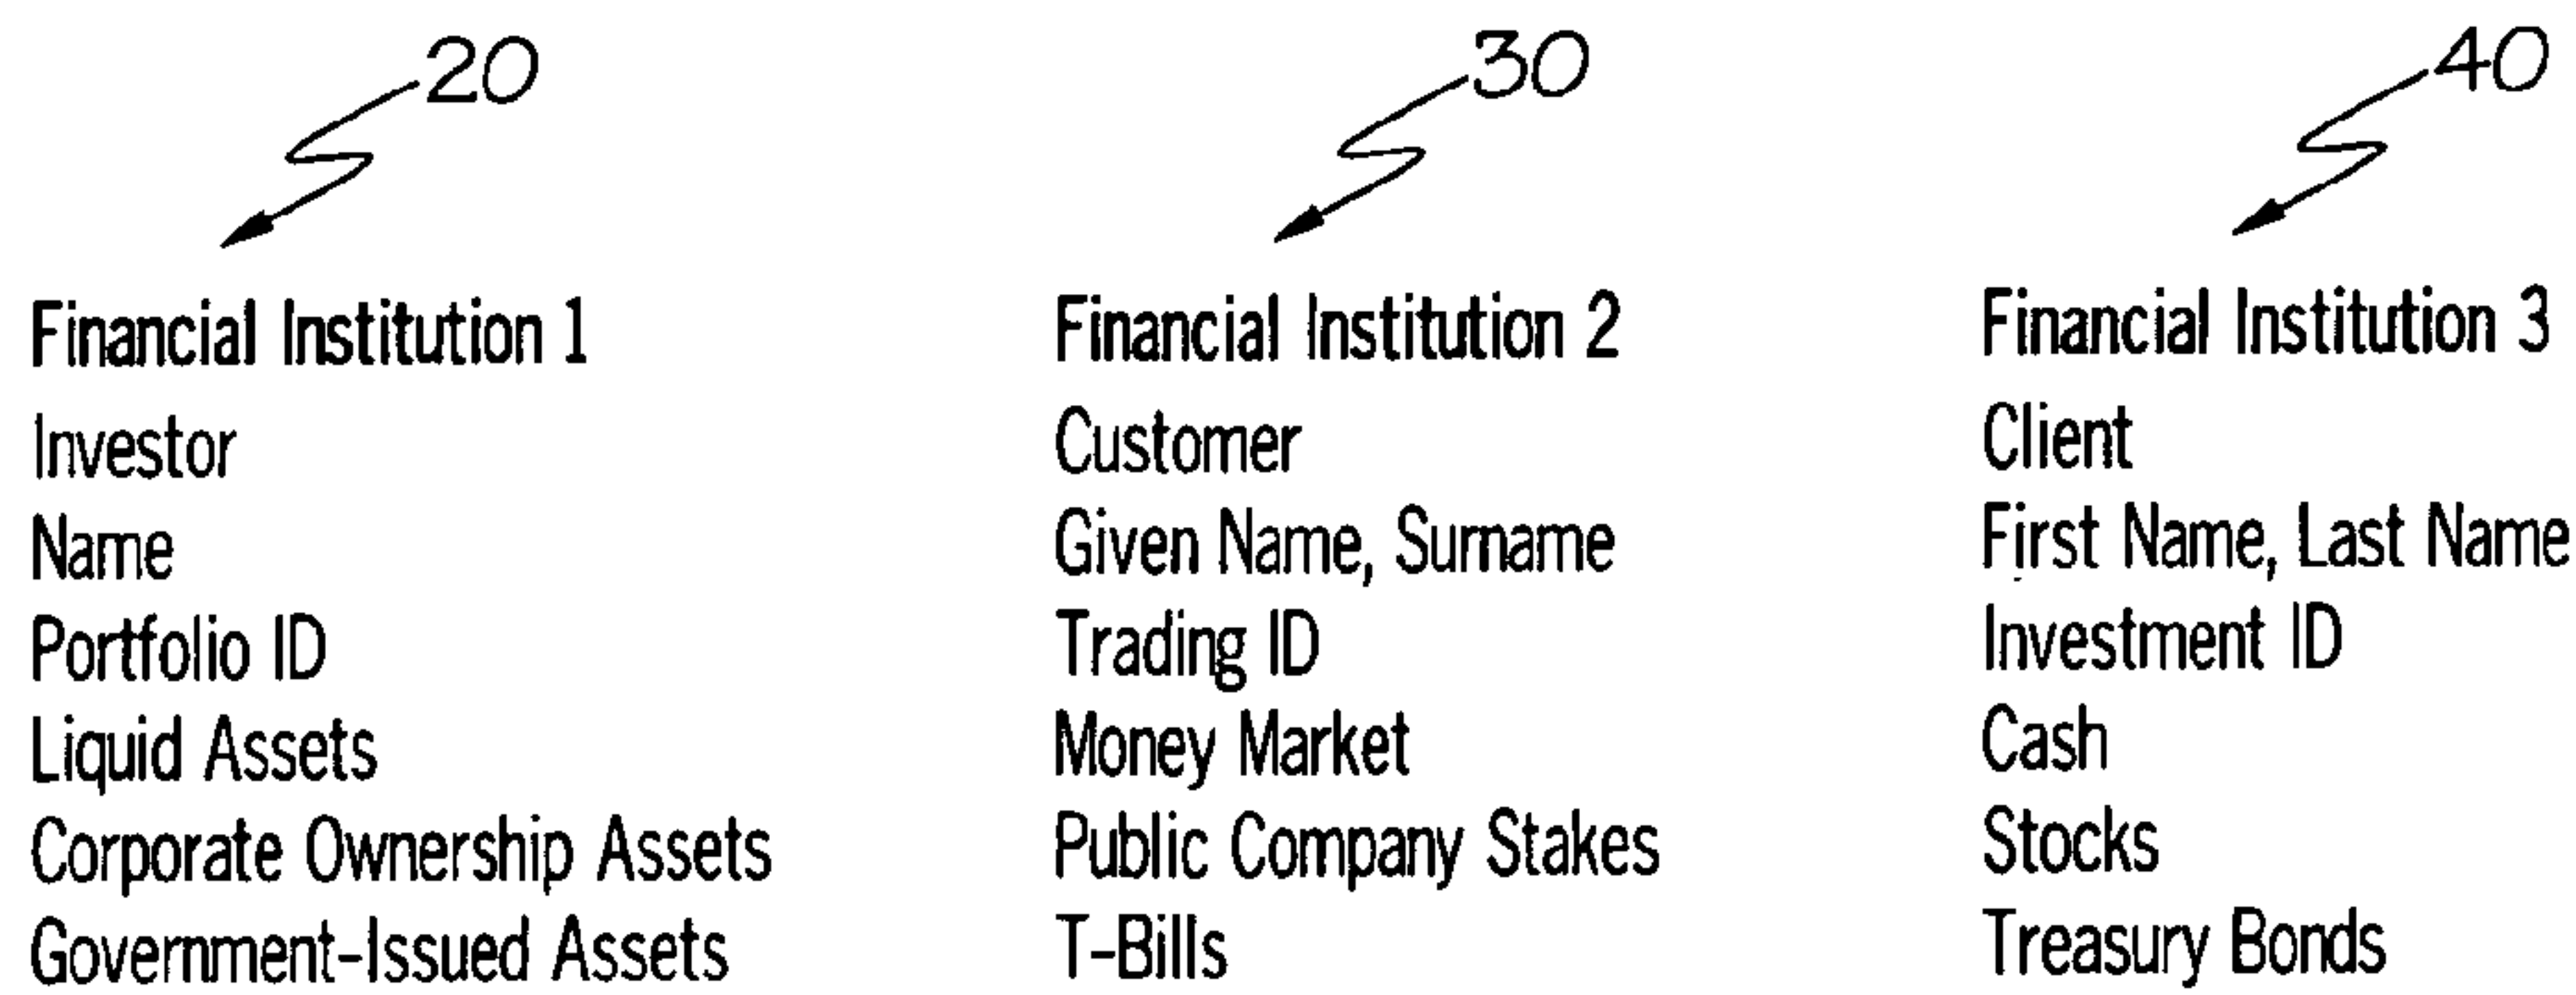 20
Financial Institution 1
Investor
Name
Portfolio ID
Liquid Assets
Corporate Ownership Assets
Government-Issued Assets
30
Financial Institution 2
Customer
Given Name, Surname
Trading ID
Money Market
Public Company Stakes
T-Bills
40
Financial Institution 3
Client
First Name, Last Name
Investment ID
Cash
Stocks
Treasury Bonds